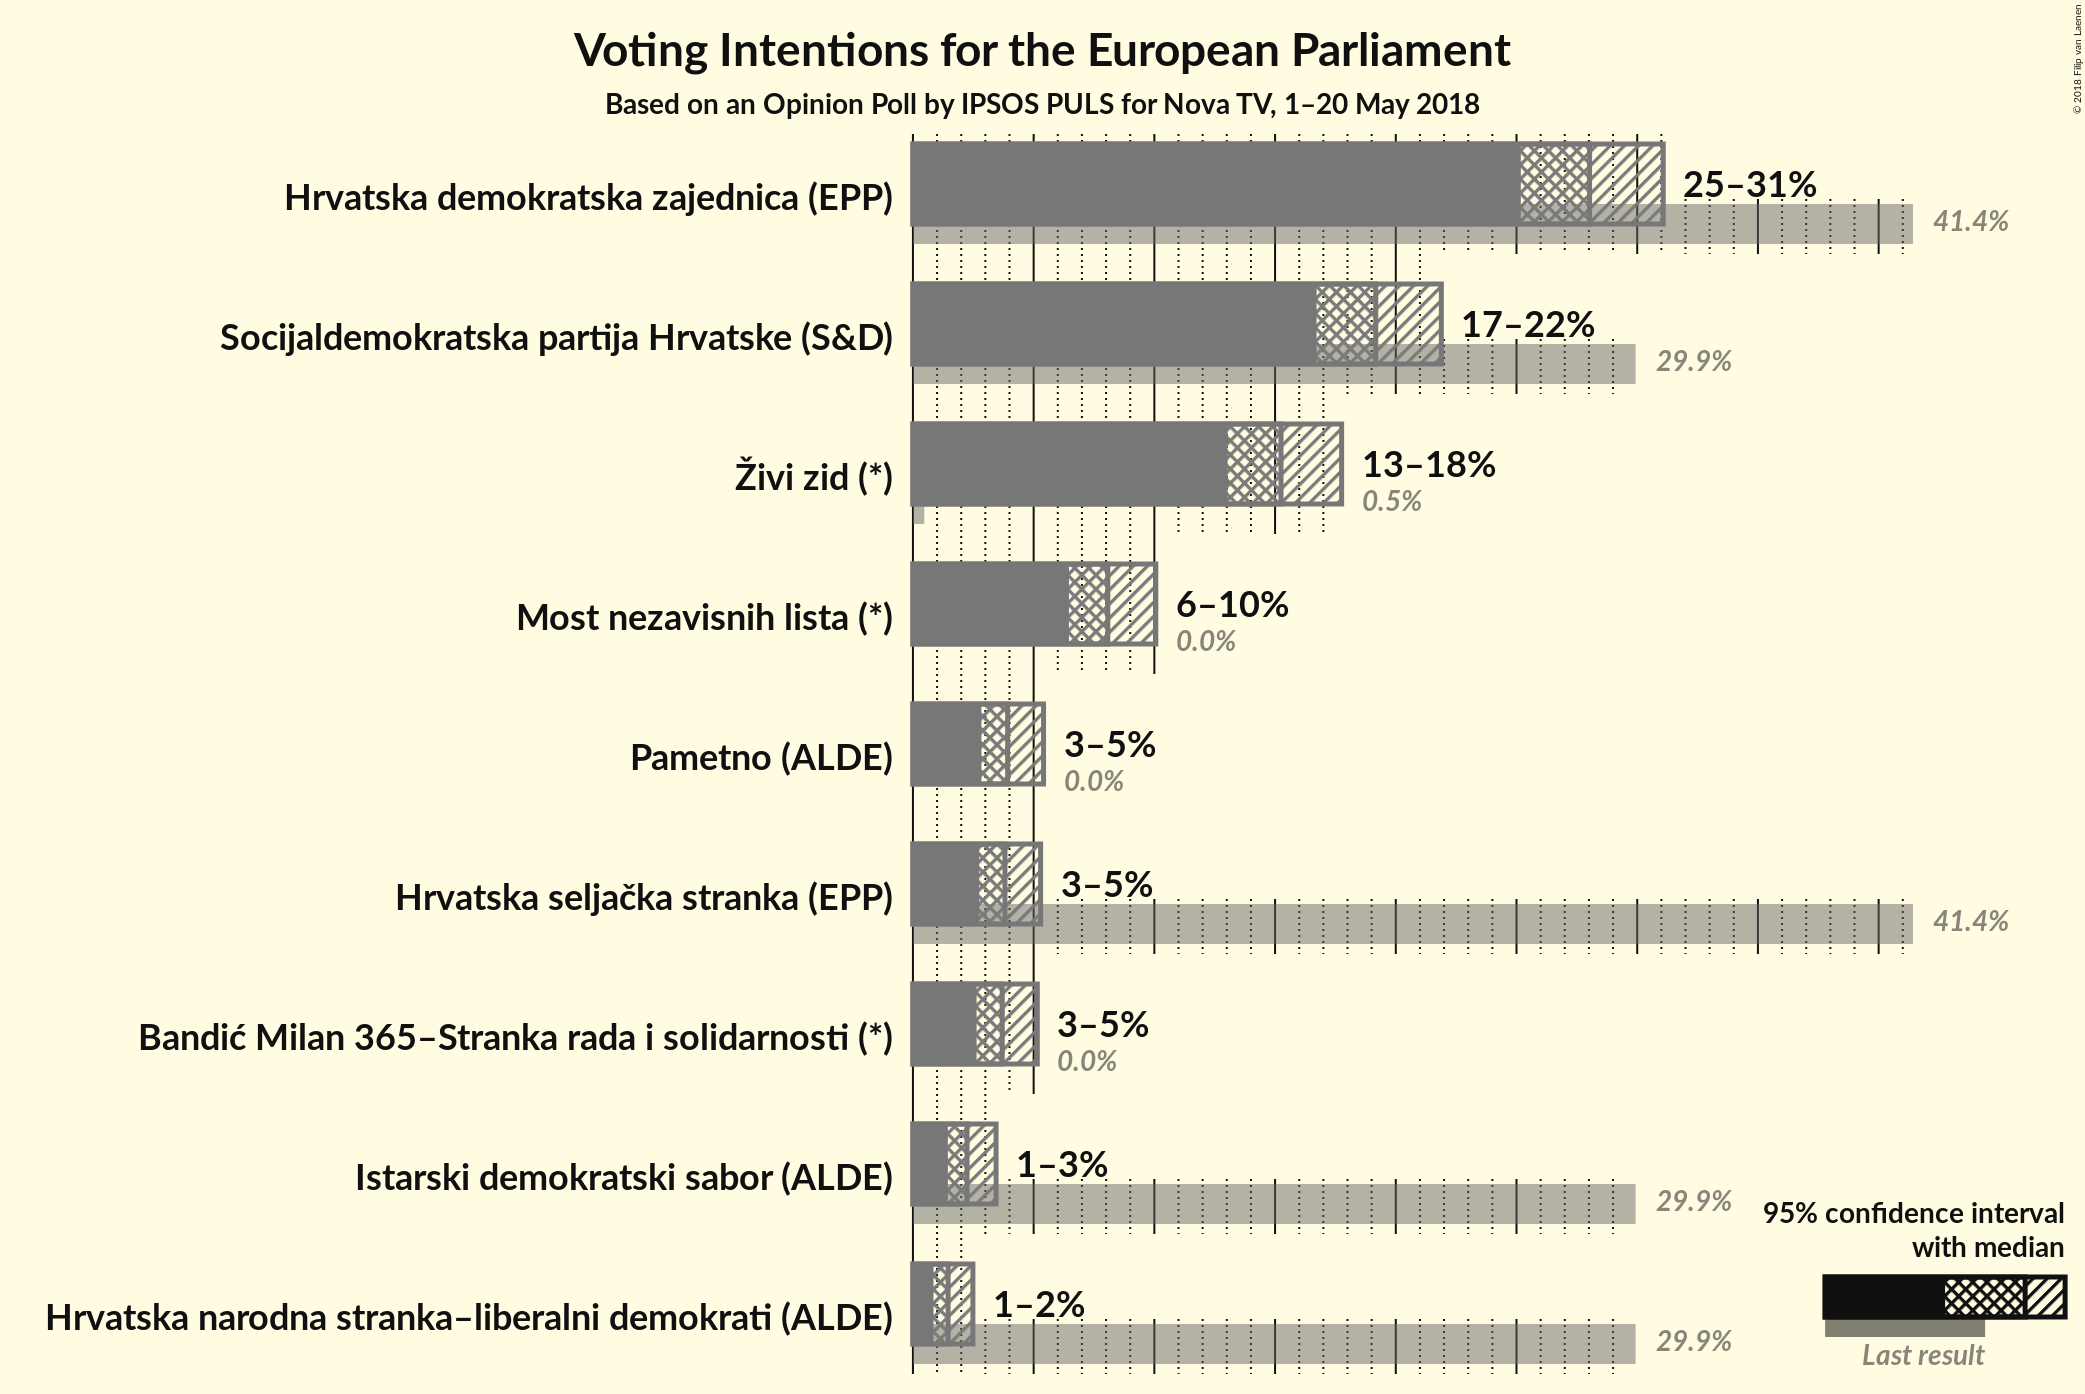 Voting Intentions for the European Parliament
Based on an Opinion Poll by IPSOS PULS for Nova TV, 1–20 May 2018
© 2018 Filip van Laenen
Hrvatska demokratska zajednica (EPP)
25–31%
41.4%
Socijaldemokratska partija Hrvatske (S&D)
17–22%
29.9%
Živi zid (*)
13–18%
0.5%
Most nezavisnih lista (*)
6–10%
0.0%
Pametno (ALDE)
3–5%
0.0%
Hrvatska seljačka stranka (EPP)
3–5%
41.4%
Bandić Milan 365–Stranka rada i solidarnosti (*)
3–5%
0.0%
Istarski demokratski sabor (ALDE)
1–3%
29.9%
Hrvatska narodna stranka–liberalni demokrati (ALDE)
1–2%
29.9%
95% confidence interval
with median
Last result